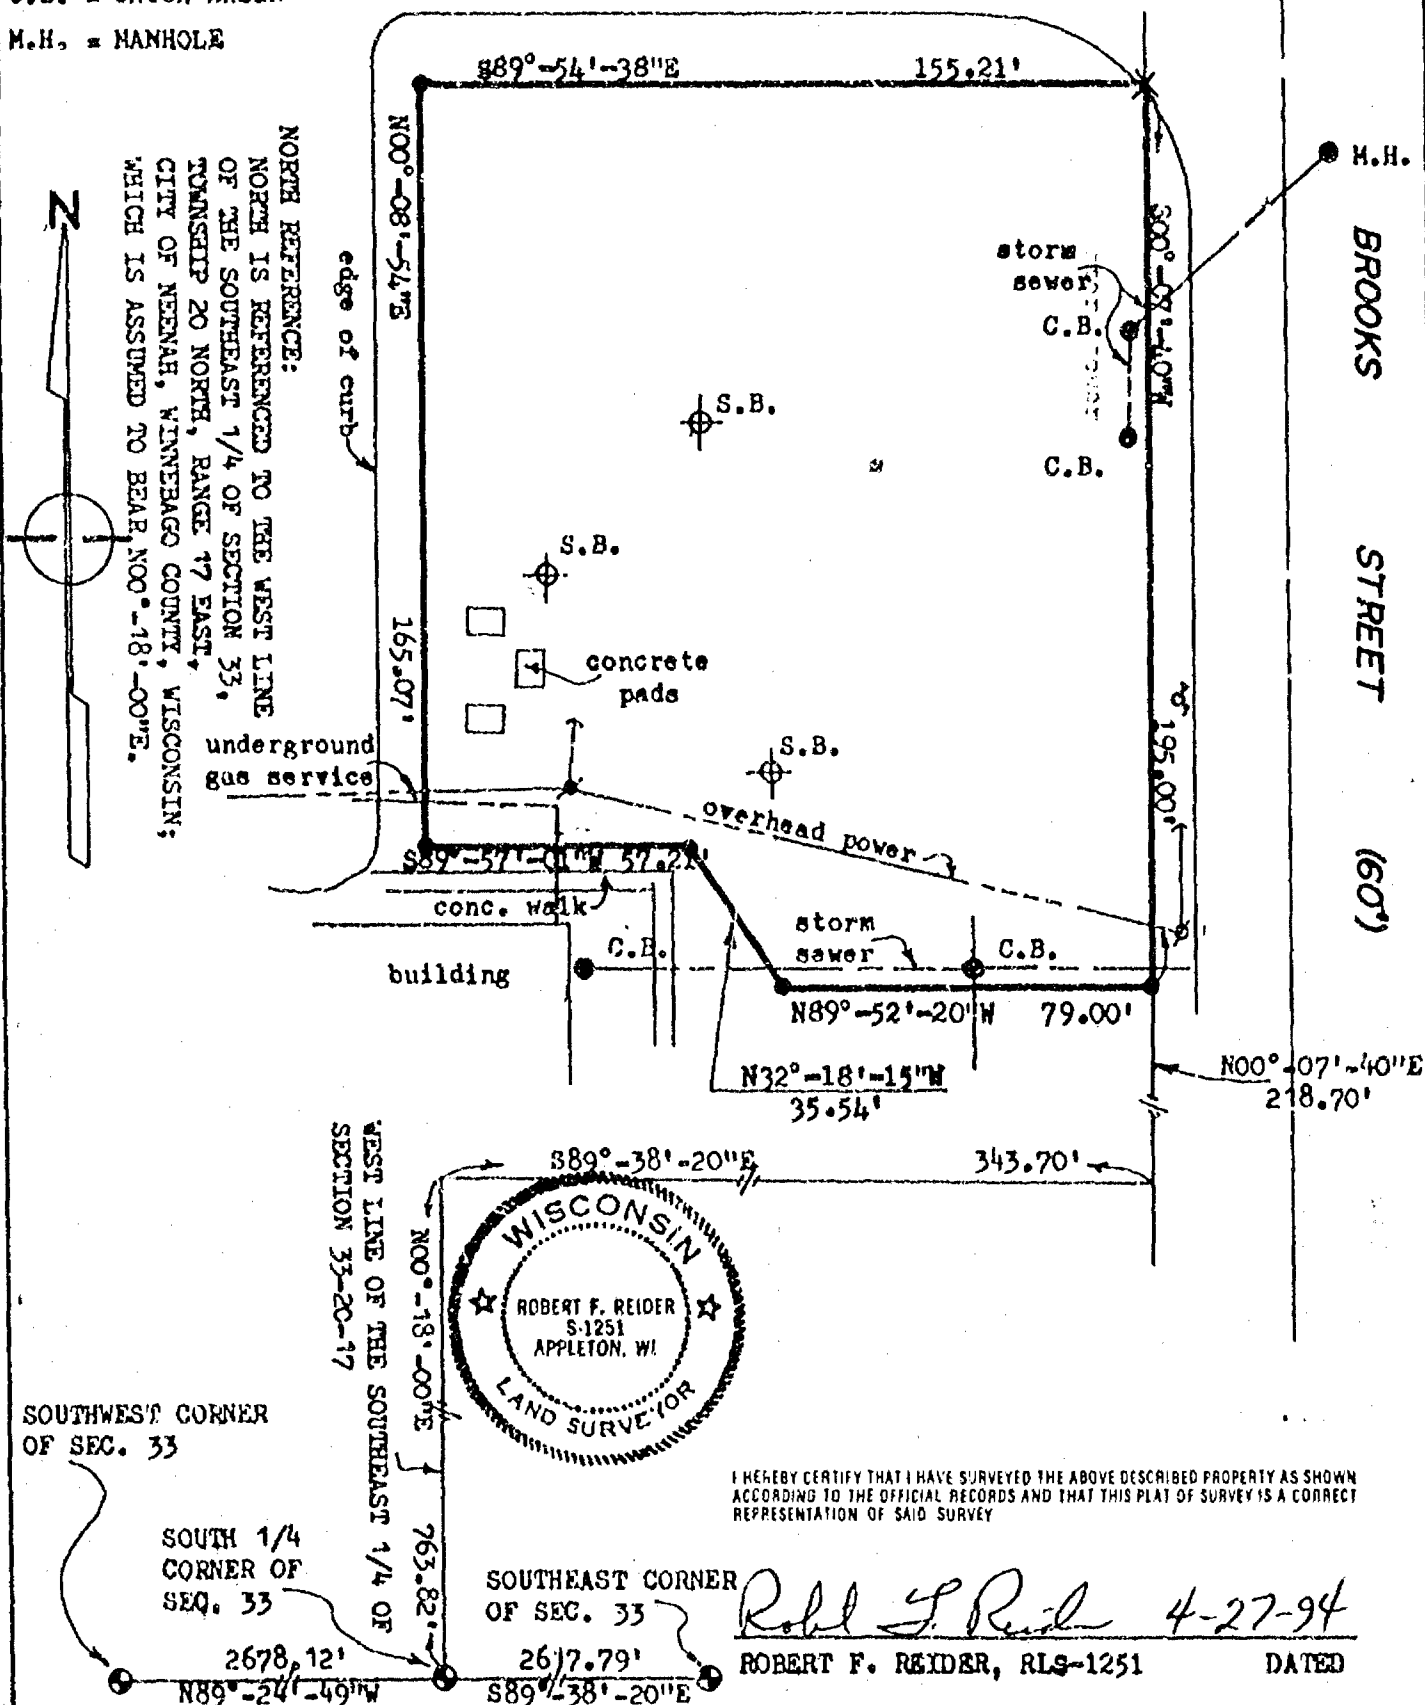 M.H. = MANHOLE
S89°-54'-38"E 155.21'
N00°-08'-54"E
165.07'
M.H.
BROOKS STREET (60')
NORTH REFERENCE:
NORTH IS REFERENCED TO THE WEST LINE
OF THE SOUTHEAST 1/4 OF SECTION 33,
TOWNSHIP 20 NORTH, RANGE 17 EAST,
CITY OF NEENAH, WINNEBAGO COUNTY, WISCONSIN;
WHICH IS ASSUMED TO BEAR N00°-18'-00"E.
N
edge of curb
storm
sewer
C.B.
C.B.
195.00'
S.B.
S.B.
concrete
pads
S.B.
underground
gas service
overhead power
S89°-57'-01"W 57.21'
conc. walk
building
C.B.
storm
sewer
C.B.
N89°-52'-20"W 79.00'
N32°-18'-15"W
35.54'
N00°-07'-40"E
218.70'
S89°-38'-20"E 343.70'
N00°-18'-00"E 763.82'
WEST LINE OF THE SOUTHEAST 1/4 OF
SECTION 33-20-17
WISCONSIN
ROBERT F. REIDER
S-1251
APPLETON, WI.
LAND SURVEYOR
SOUTHWEST CORNER
OF SEC. 33
SOUTH 1/4
CORNER OF
SEC. 33
SOUTHEAST CORNER
OF SEC. 33
2678.12'
N89°-24'-49"W
2617.79'
S89°-38'-20"E
I HEREBY CERTIFY THAT I HAVE SURVEYED THE ABOVE DESCRIBED PROPERTY AS SHOWN
ACCORDING TO THE OFFICIAL RECORDS AND THAT THIS PLAT OF SURVEY IS A CORRECT
REPRESENTATION OF SAID SURVEY
Robt F. Reider 4-27-94
ROBERT F. REIDER, RLS-1251 DATED